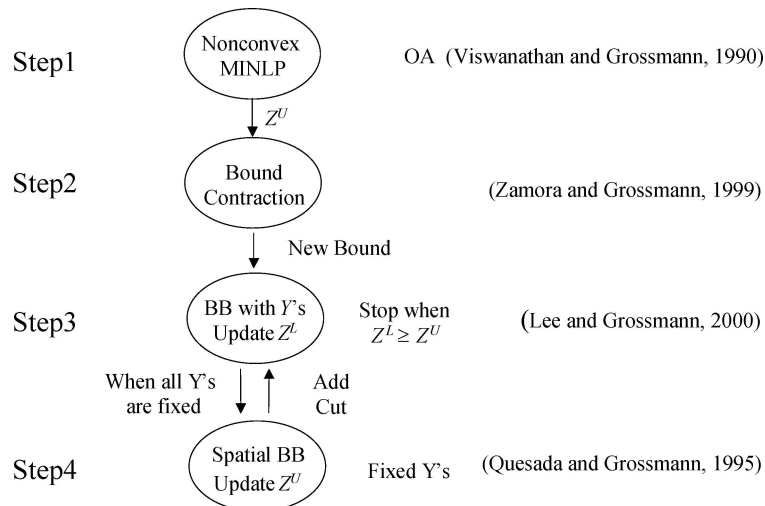 Step1
Nonconvex
MINLP
OA (Viswanathan and Grossmann, 1990)
Z^U
Step2
Bound
Contraction
(Zamora and Grossmann, 1999)
New Bound
Step3
BB with Y's
Update Z^L
Stop when
Z^L ≥ Z^U
(Lee and Grossmann, 2000)
When all Y's
are fixed
Add
Cut
Step4
Spatial BB
Update Z^U
Fixed Y's
(Quesada and Grossmann, 1995)